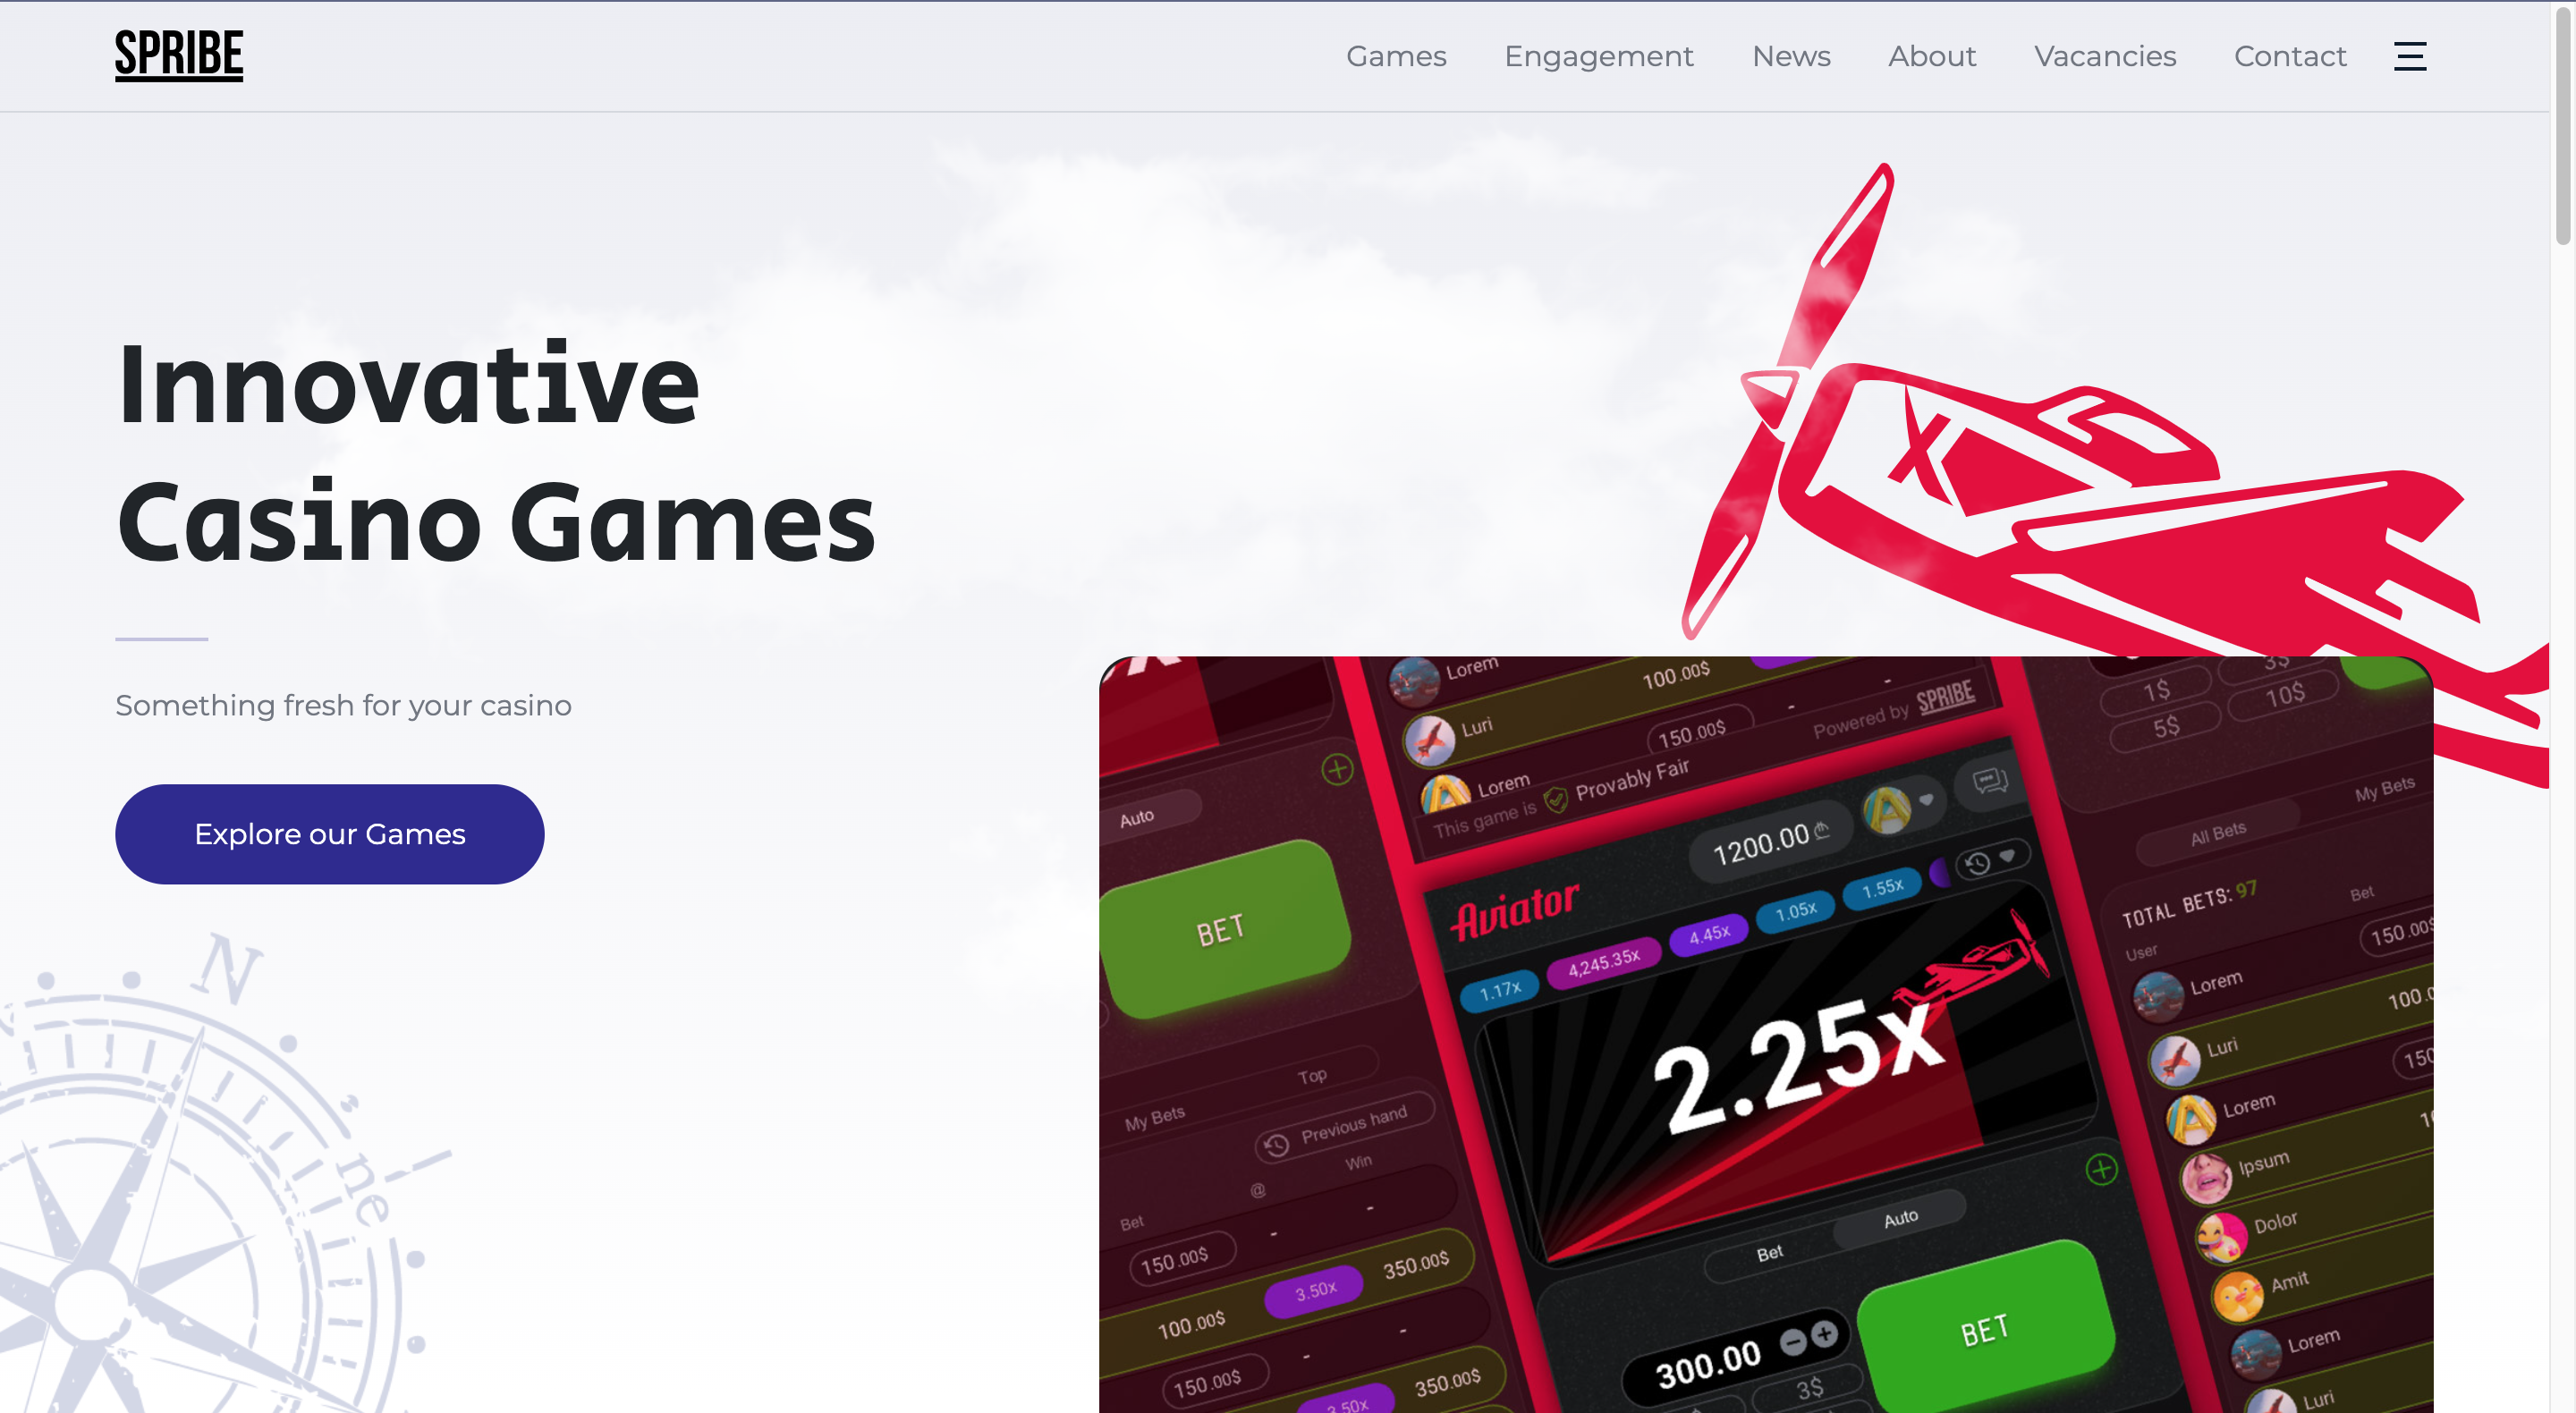 SPRIBE
Games Engagement News About Vacancies Contact
Innovative
Casino Games
Something fresh for your casino
Explore our Games
N
ne
Lorem
100.00$
Luri
150.00$
-
-
Lorem
This game is Provably Fair
Powered by SPRIBE
Auto
BET
My Bets
Top
Previous hand
Bet
@
Win
150.00$
-
-
100.00$
3.50x
350.00$
150.00$
-
-
3.50x
350.00$
1200.00
Aviator
1.17x
4,245.35x
4.45x
1.05x
1.55x
2.25x
Bet
Auto
300.00
3$
BET
1$
3$
5$
10$
All Bets
My Bets
TOTAL BETS: 97
User
Bet
Lorem
150.00$
Luri
Lorem
Ipsum
Dolor
Amit
Lorem
Luri